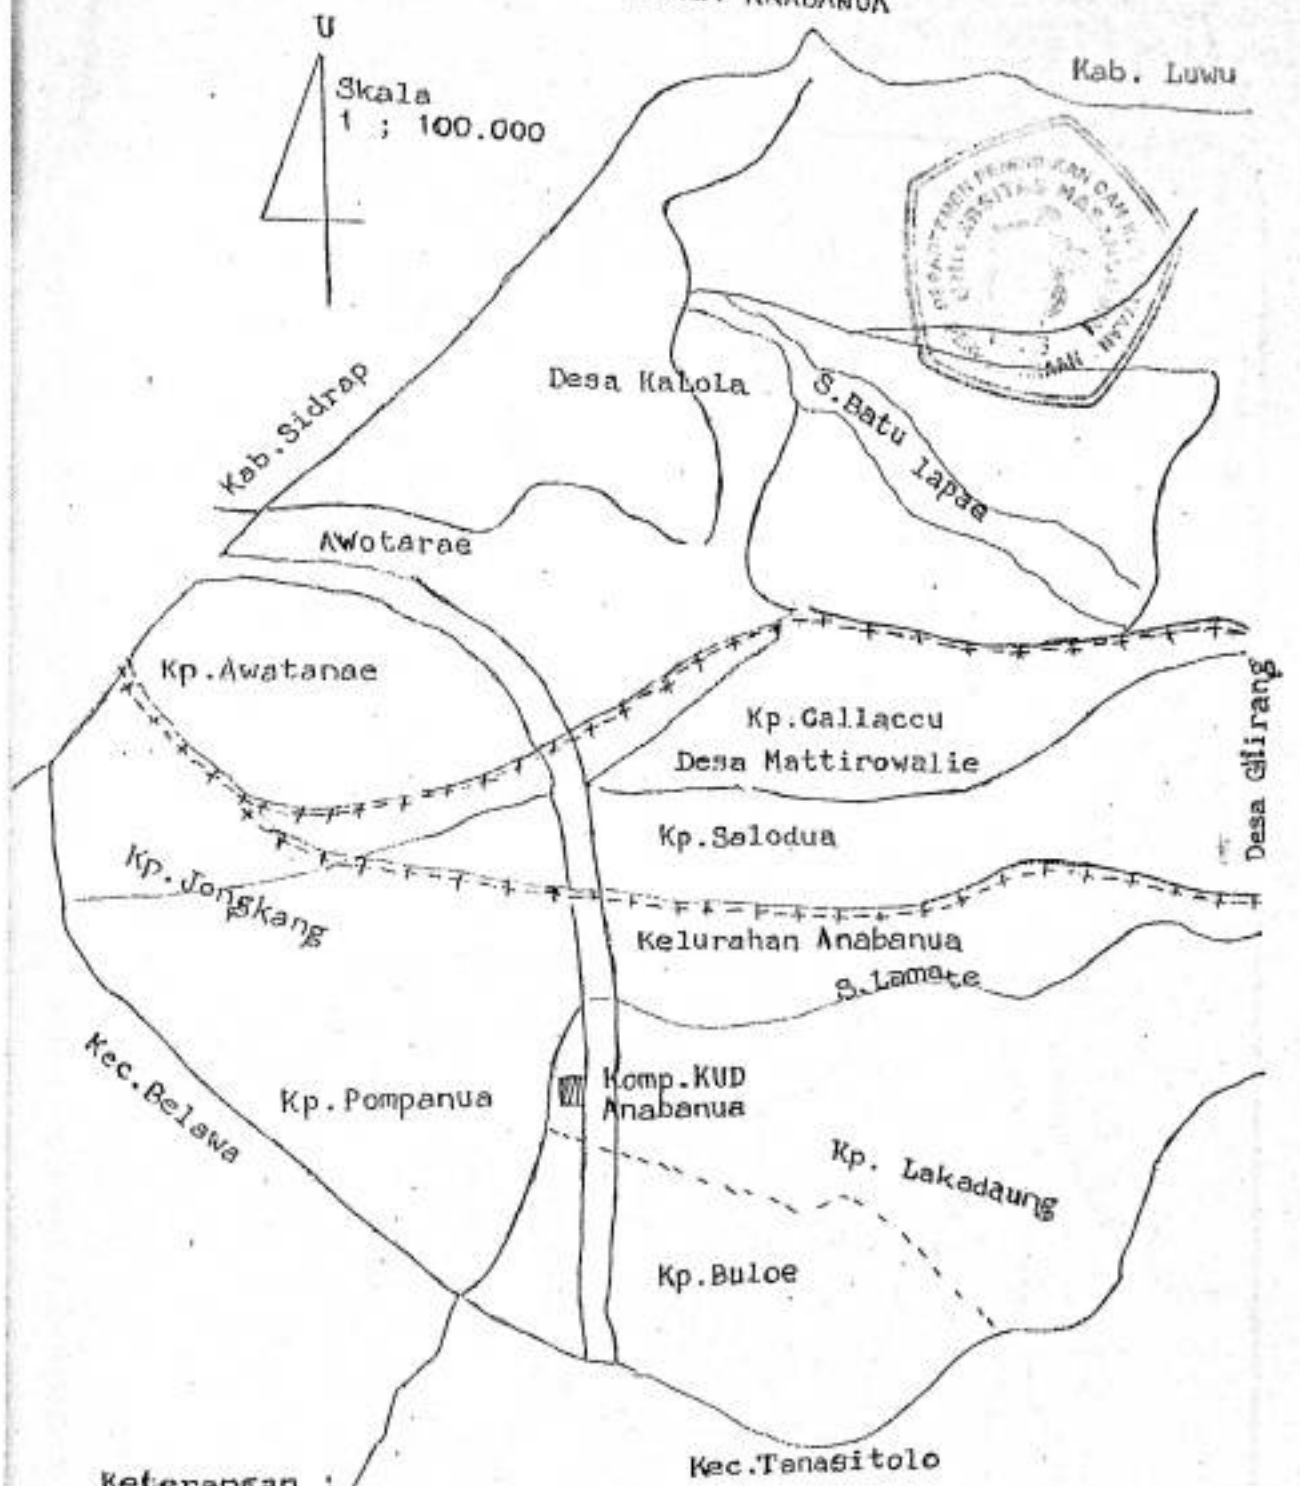 ANABANUA
U
Skala
1 ; 100.000
Kab. Luwu
Kab.Sidrap
Desa Kalola
S.Batu lapae
AWotarae
Kp.Awatanae
Kp.Gallaccu
Desa Mattirowalie
Desa Gilirang
Kp.Salodua
Kp.Jongkang
Kelurahan Anabanua
S.Lamate
Kec.Belawa
Kp.Pompanua
Komp.KUD
Anabanua
Kp. Lakadaung
Kp.Buloe
Kec.Tanasitolo
Keterangan :